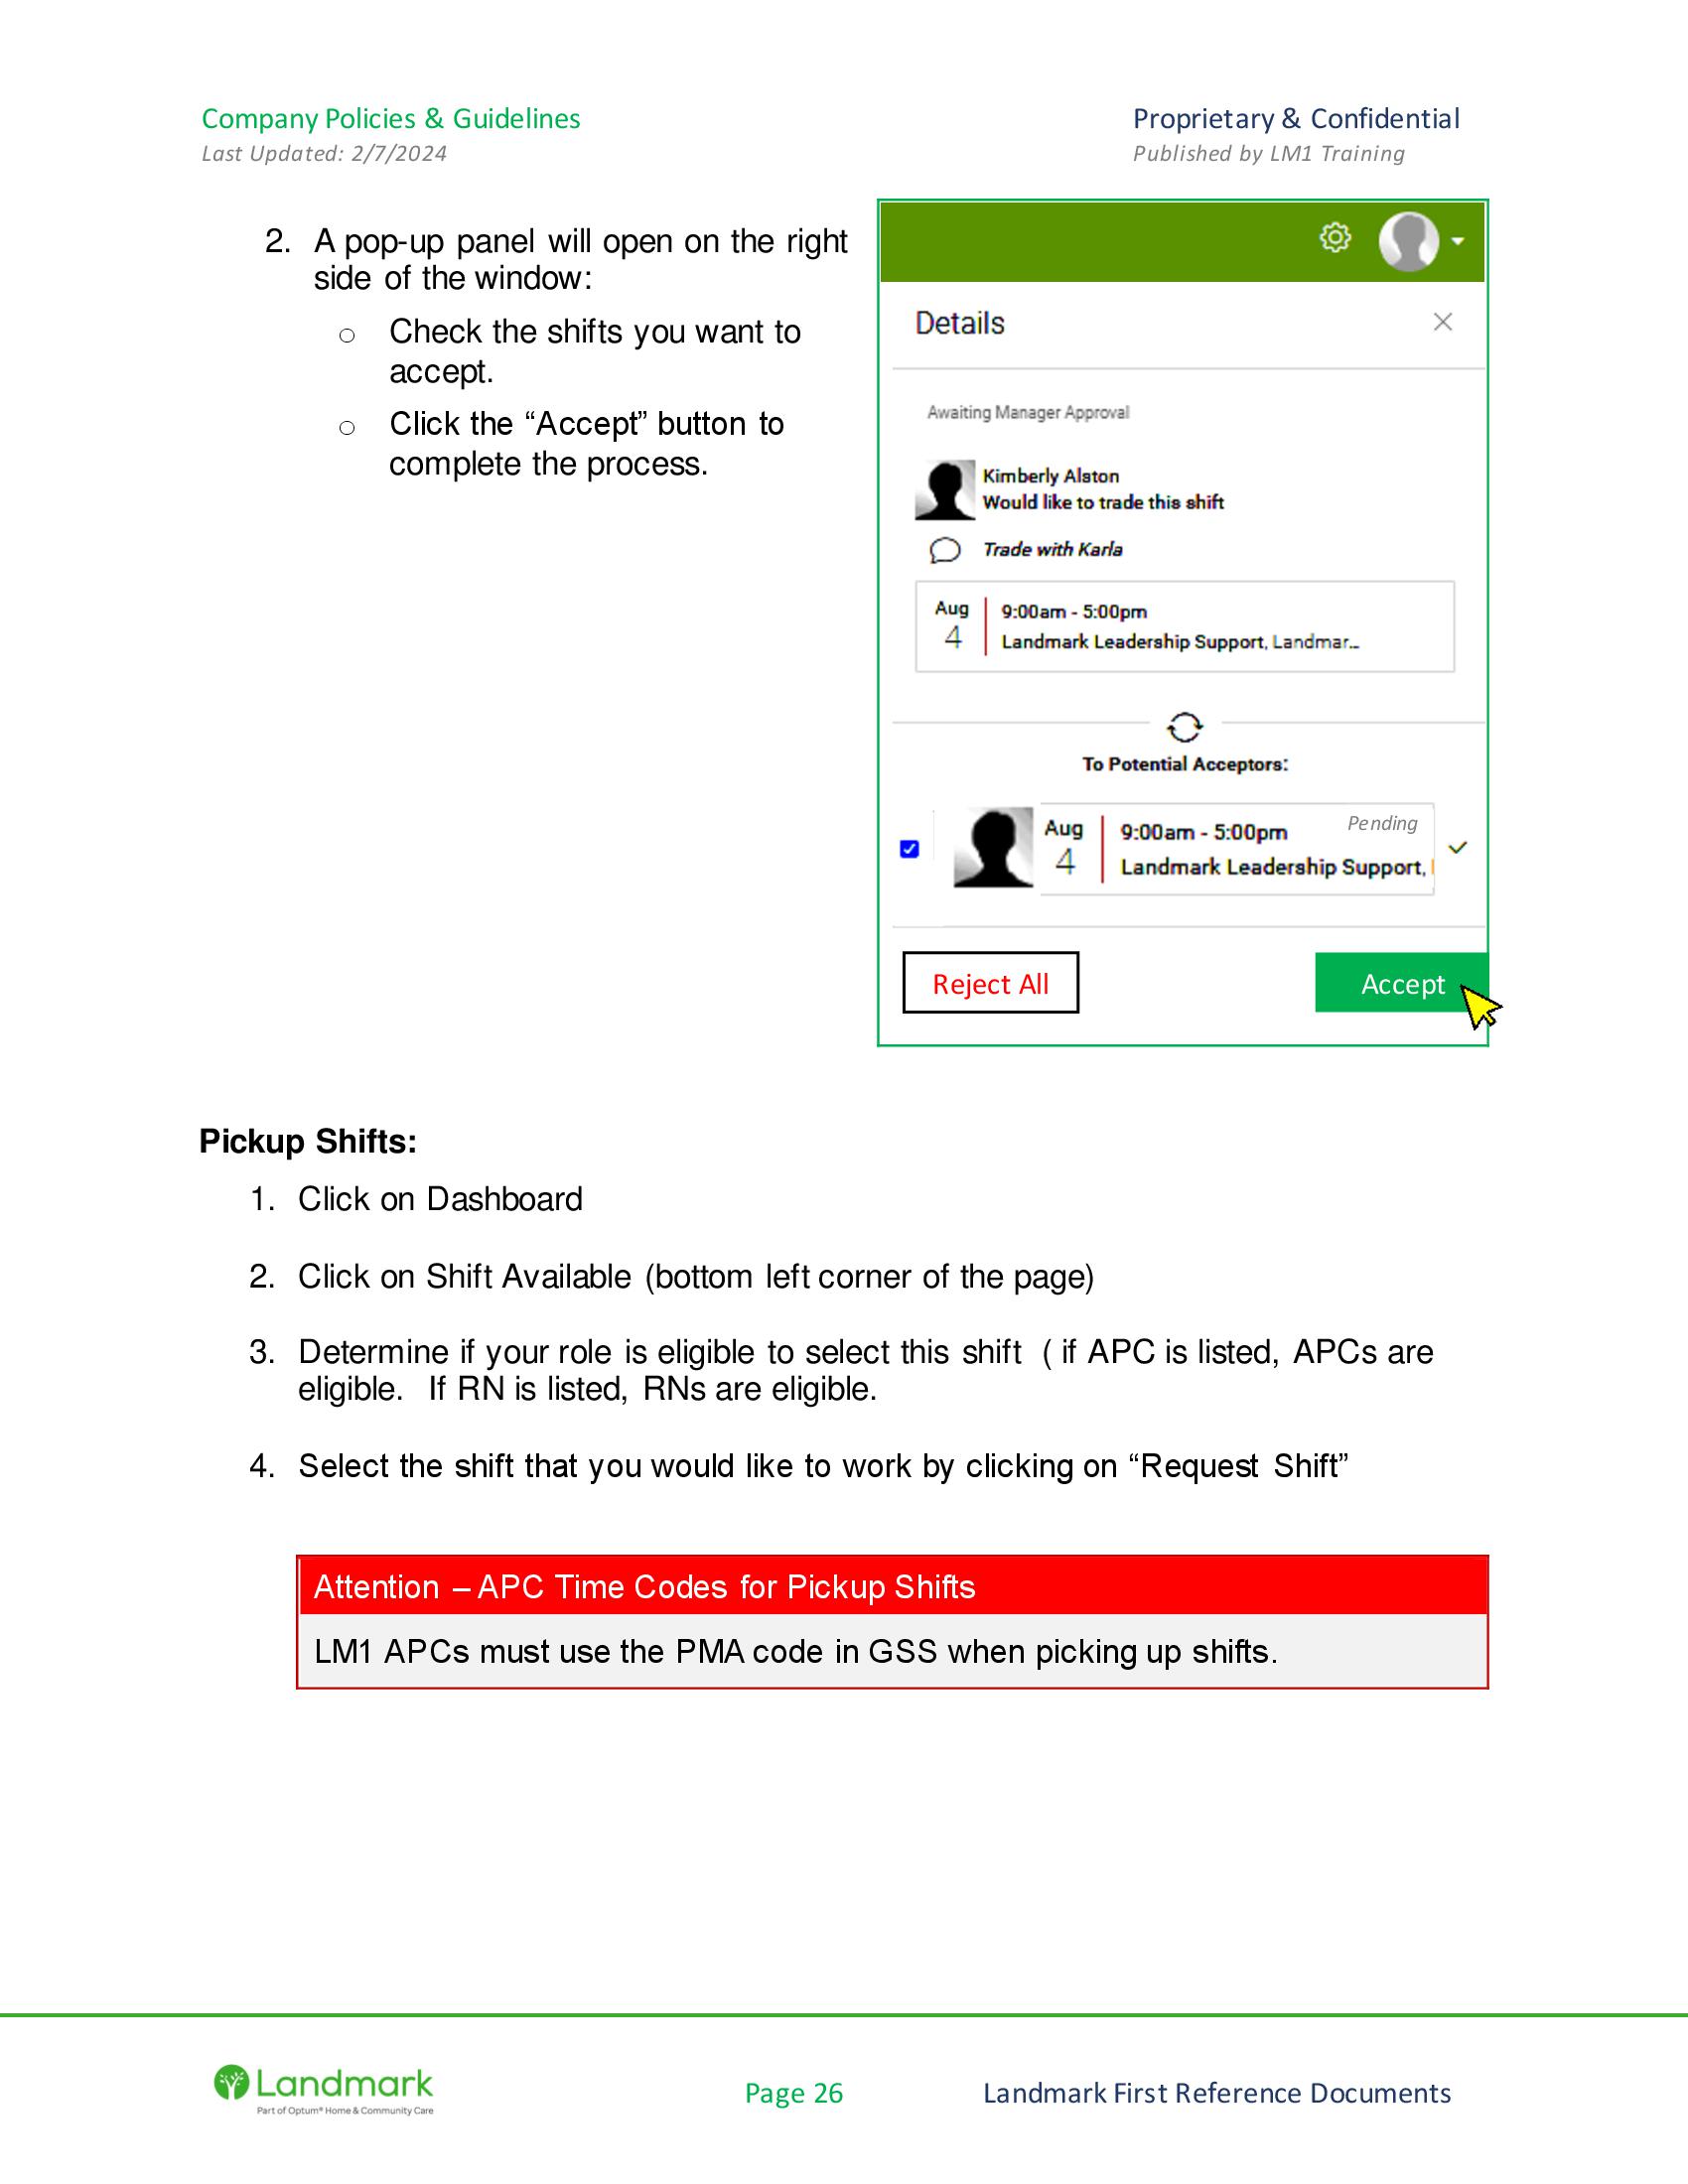 Company Policies & Guidelines
Proprietary & Confidential
Last Updated: 2/7/2024
Published by LM1 Training
2. A pop-up panel will open on the right
side of the window:
o Check the shifts you want to
accept.
o Click the “Accept” button to
complete the process.
Details
Awaiting Manager Approval
Kimberly Alston
Would like to trade this shift
Trade with Karla
Aug
4
9:00am - 5:00pm
Landmark Leadership Support, Landmar...
To Potential Acceptors:
Aug
4
9:00am - 5:00pm
Pending
Landmark Leadership Support,
Reject All
Accept
Pickup Shifts:
1. Click on Dashboard
2. Click on Shift Available (bottom left corner of the page)
3. Determine if your role is eligible to select this shift ( if APC is listed, APCs are
eligible. If RN is listed, RNs are eligible.
4. Select the shift that you would like to work by clicking on “Request Shift”
Attention – APC Time Codes for Pickup Shifts
LM1 APCs must use the PMA code in GSS when picking up shifts.
Landmark
Part of Optum® Home & Community Care
Page 26
Landmark First Reference Documents